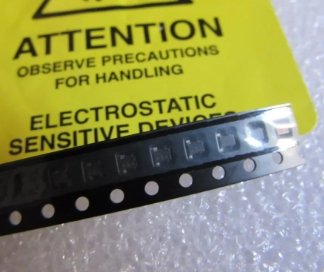 ATTENTION
OBSERVE PRECAUTIONS
FOR HANDLING
ELECTROSTATIC
SENSITIVE DEVICES